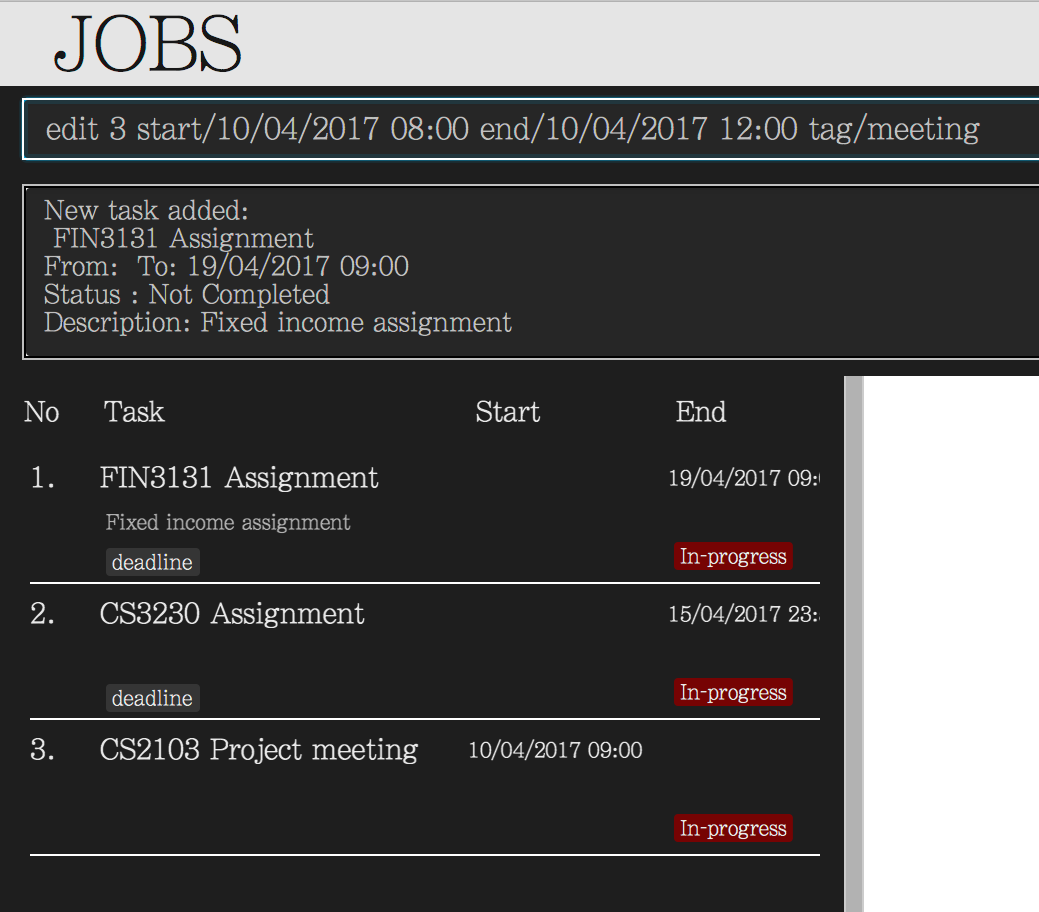 JOBS
edit 3 start/10/04/2017 08:00 end/10/04/2017 12:00 tag/meeting
New task added:
FIN3131 Assignment
From:  To: 19/04/2017 09:00
Status : Not Completed
Description: Fixed income assignment
No Task Start End
1. FIN3131 Assignment 19/04/2017 09:
Fixed income assignment
deadline In-progress
2. CS3230 Assignment 15/04/2017 23:
deadline In-progress
3. CS2103 Project meeting 10/04/2017 09:00
In-progress